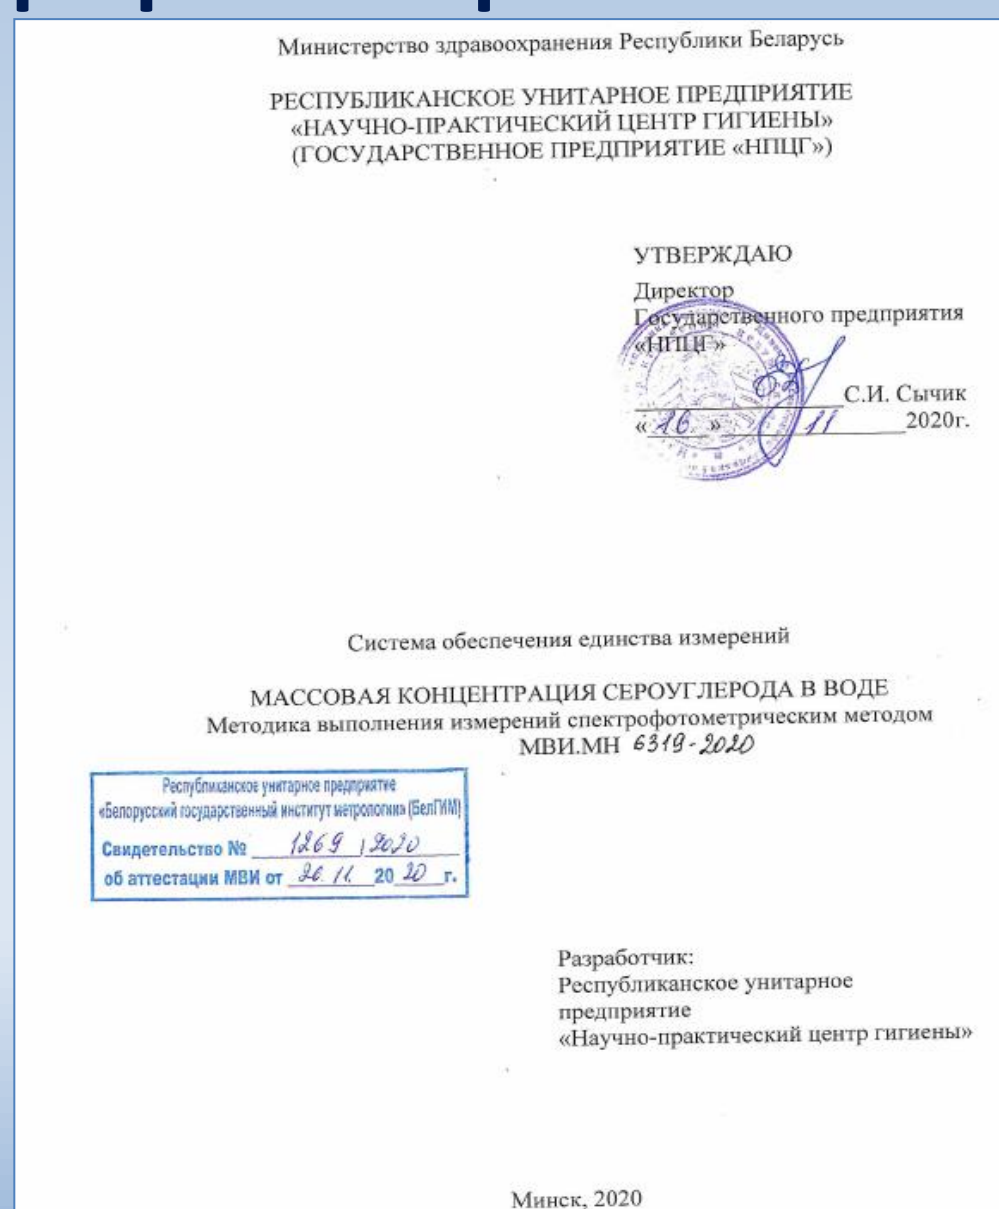 Министерство здравоохранения Республики Беларусь
РЕСПУБЛИКАНСКОЕ УНИТАРНОЕ ПРЕДПРИЯТИЕ
«НАУЧНО-ПРАКТИЧЕСКИЙ ЦЕНТР ГИГИЕНЫ»
(ГОСУДАРСТВЕННОЕ ПРЕДПРИЯТИЕ «НПЦГ»)
УТВЕРЖДАЮ
Директор
Государственного предприятия
«НПЦГ»
С.И. Сычик
« 16 » 11 2020г.
Система обеспечения единства измерений
МАССОВАЯ КОНЦЕНТРАЦИЯ СЕРОУГЛЕРОДА В ВОДЕ
Методика выполнения измерений спектрофотометрическим методом
МВИ.МН 6319-2020
Республиканское унитарное предприятие
«Белорусский государственный институт метрологии» (БелГИМ)
Свидетельство № 1269 / 2020
об аттестации МВИ от 26. 11. 20 20 г.
Разработчик:
Республиканское унитарное
предприятие
«Научно-практический центр гигиены»
Минск, 2020